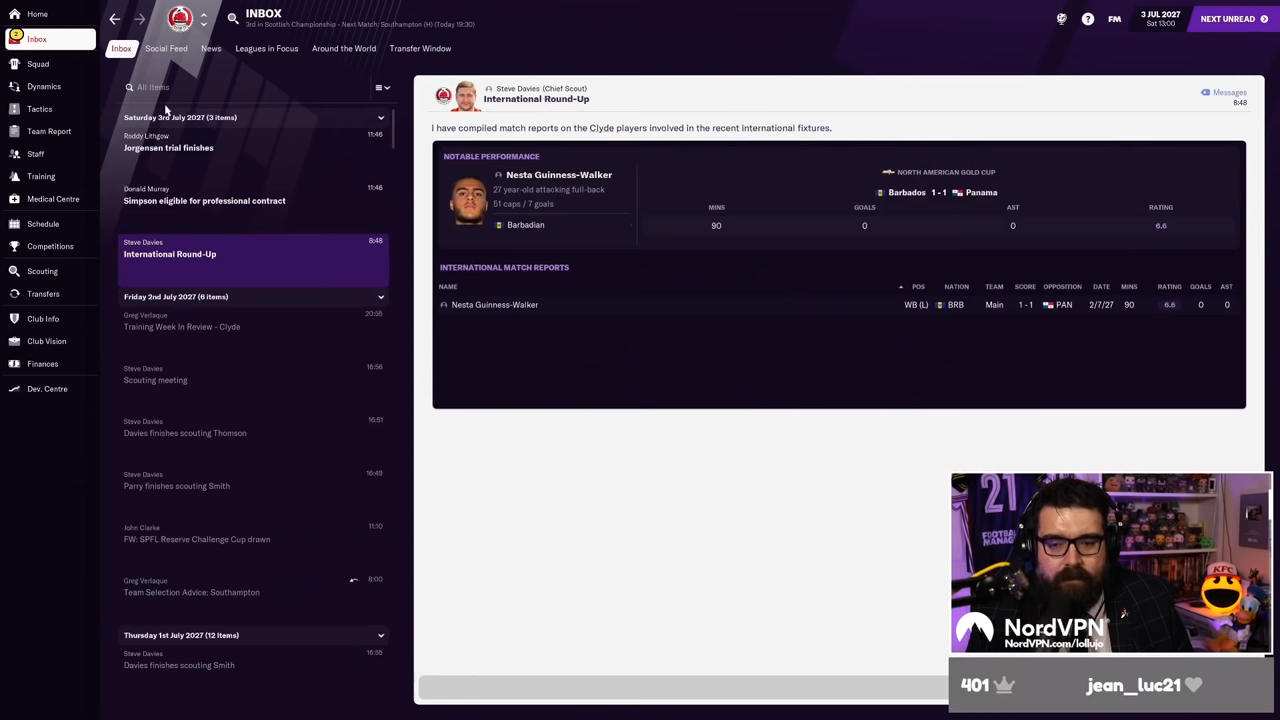 Home
INBOX
3rd in Scottish Championship - Next Match: Southampton (H) (Today 19:30)
FM
3 JUL 2027
Sat 13:00
NEXT UNREAD
2
Inbox
Squad
Dynamics
Tactics
Team Report
Staff
Training
Medical Centre
Schedule
Competitions
Scouting
Transfers
Club Info
Club Vision
Finances
Dev. Centre
Inbox
Social Feed
News
Leagues in Focus
Around the World
Transfer Window
All Items
Saturday 3rd July 2027 (3 items)
Roddy Lithgow
11:46
Jorgensen trial finishes
Donald Murray
11:46
Simpson eligible for professional contract
Steve Davies
8:48
International Round-Up
Friday 2nd July 2027 (6 items)
Greg Verlaque
20:55
Training Week In Review - Clyde
Steve Davies
16:56
Scouting meeting
Steve Davies
16:51
Davies finishes scouting Thomson
Steve Davies
16:49
Parry finishes scouting Smith
John Clarke
11:10
FW: SPFL Reserve Challenge Cup drawn
Greg Verlaque
8:00
Team Selection Advice: Southampton
Thursday 1st July 2027 (12 items)
Steve Davies
16:55
Davies finishes scouting Smith
Steve Davies (Chief Scout)
International Round-Up
Messages
8:48
I have compiled match reports on the Clyde players involved in the recent international fixtures.
NOTABLE PERFORMANCE
Nesta Guinness-Walker
27 year-old attacking full-back
51 caps / 7 goals
Barbadian
NORTH AMERICAN GOLD CUP
Barbados 1 - 1 Panama
MINS GOALS AST RATING
90 0 0 6.6
INTERNATIONAL MATCH REPORTS
NAME POS NATION TEAM SCORE OPPOSITION DATE MINS RATING GOALS AST
Nesta Guinness-Walker WB (L) BRB Main 1 - 1 PAN 2/7/27 90 6.6 0 0
21
FOOTBALL
MANAGER
KFC
NordVPN®
NordVPN.com/lollujo
401
jean_luc21